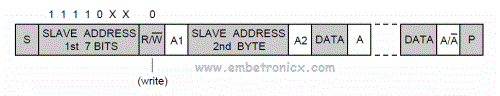 1 1 1 1 0 X X 0
S SLAVE ADDRESS 1st 7 BITS R/W̅ A1 SLAVE ADDRESS 2nd BYTE A2 DATA A DATA A/A̅ P
www.embetronicx.com
(write)